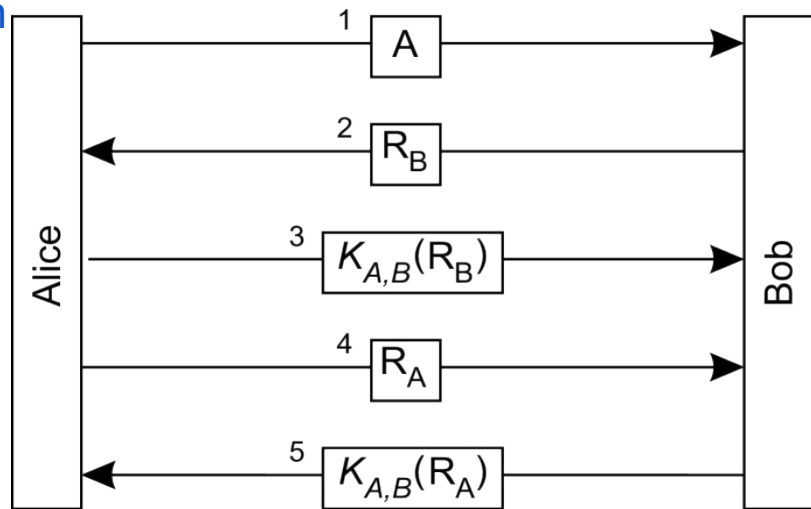 1 A
2 R_B
Alice
3 K_A,B(R_B)
Bob
4 R_A
5 K_A,B(R_A)